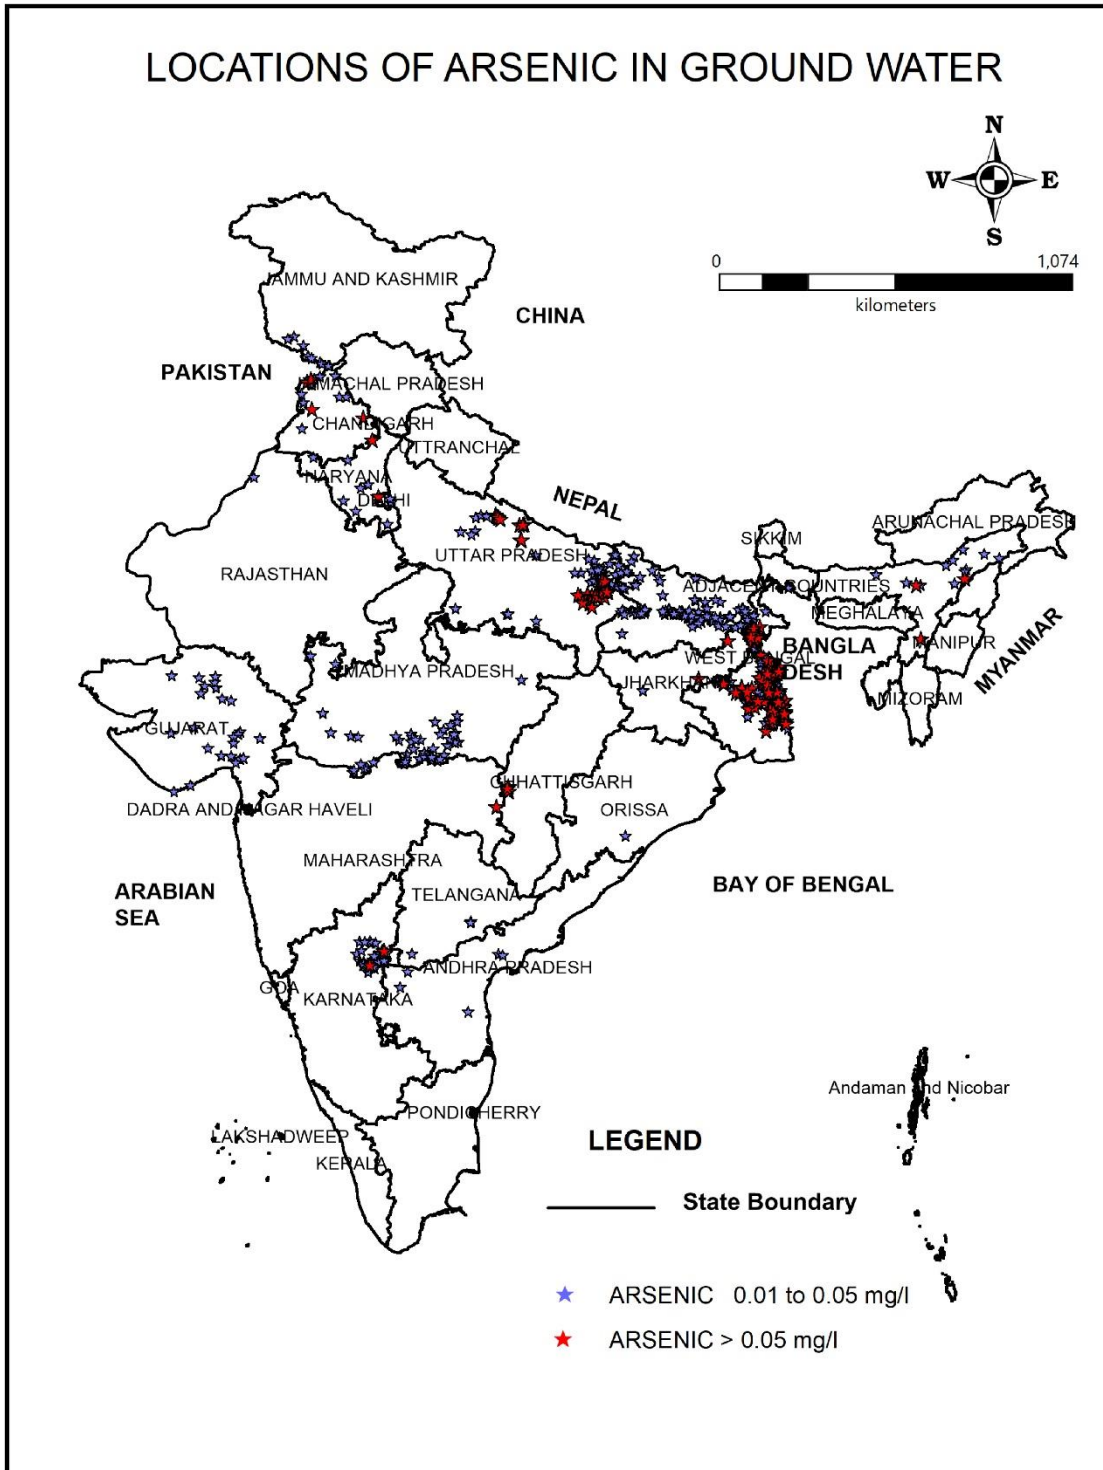 LOCATIONS OF ARSENIC IN GROUND WATER
N
W E
S
0 1,074
kilometers
JAMMU AND KASHMIR
CHINA
PAKISTAN
HIMACHAL PRADESH
CHANDIGARH
UTTRANCHAL
HARYANA
DELHI
NEPAL
ARUNACHAL PRADESH
SIKKIM
UTTAR PRADESH
RAJASTHAN
ADJACENT COUNTRIES
MEGHALAYA
MANIPUR
BANGLA
DESH
WEST BENGAL
MYANMAR
MADHYA PRADESH
JHARKHAND
MIZORAM
GUJARAT
CHHATTISGARH
DADRA AND NAGAR HAVELI
ORISSA
MAHARASHTRA
ARABIAN
SEA
TELANGANA
BAY OF BENGAL
ANDHRA PRADESH
GOA
KARNATAKA
Andaman and Nicobar
PONDICHERRY
LAKSHADWEEP
KERALA
LEGEND
State Boundary
ARSENIC 0.01 to 0.05 mg/l
ARSENIC > 0.05 mg/l